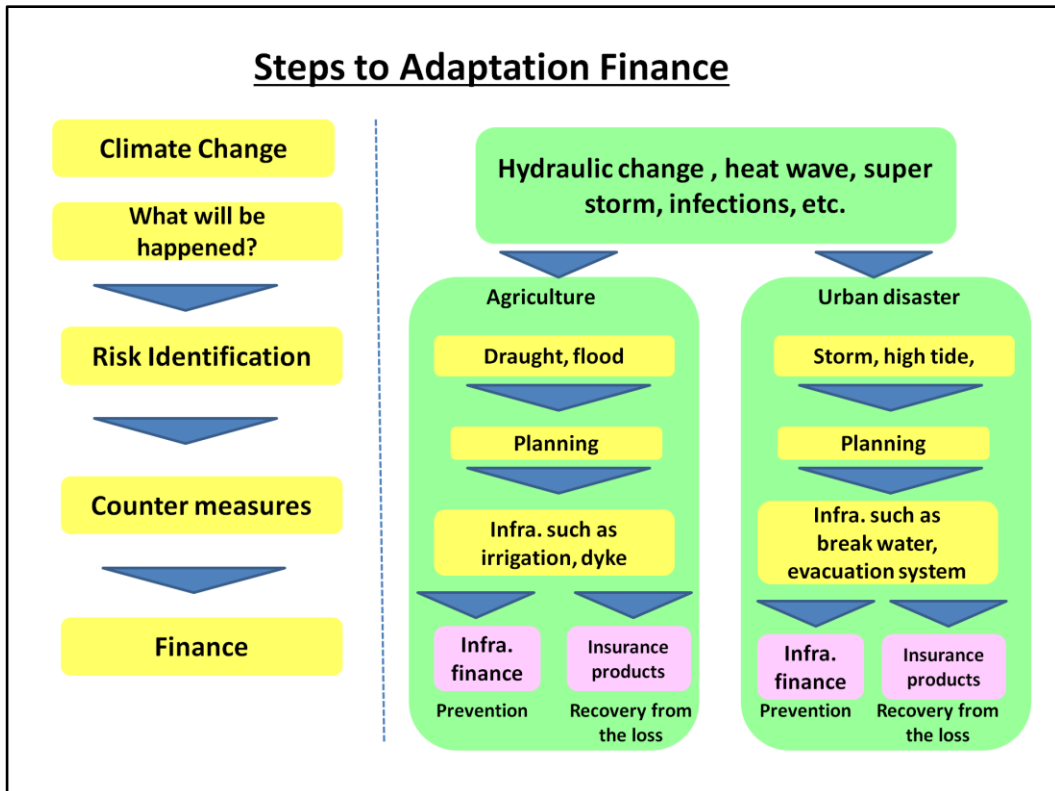 Steps to Adaptation Finance
Climate Change
What will be
happened?
Risk Identification
Counter measures
Finance
Hydraulic change , heat wave, super
storm, infections, etc.
Agriculture
Draught, flood
Planning
Infra. such as
irrigation, dyke
Infra.
finance
Insurance
products
Prevention
Recovery from
the loss
Urban disaster
Storm, high tide,
Planning
Infra. such as
break water,
evacuation system
Infra.
finance
Insurance
products
Prevention
Recovery from
the loss